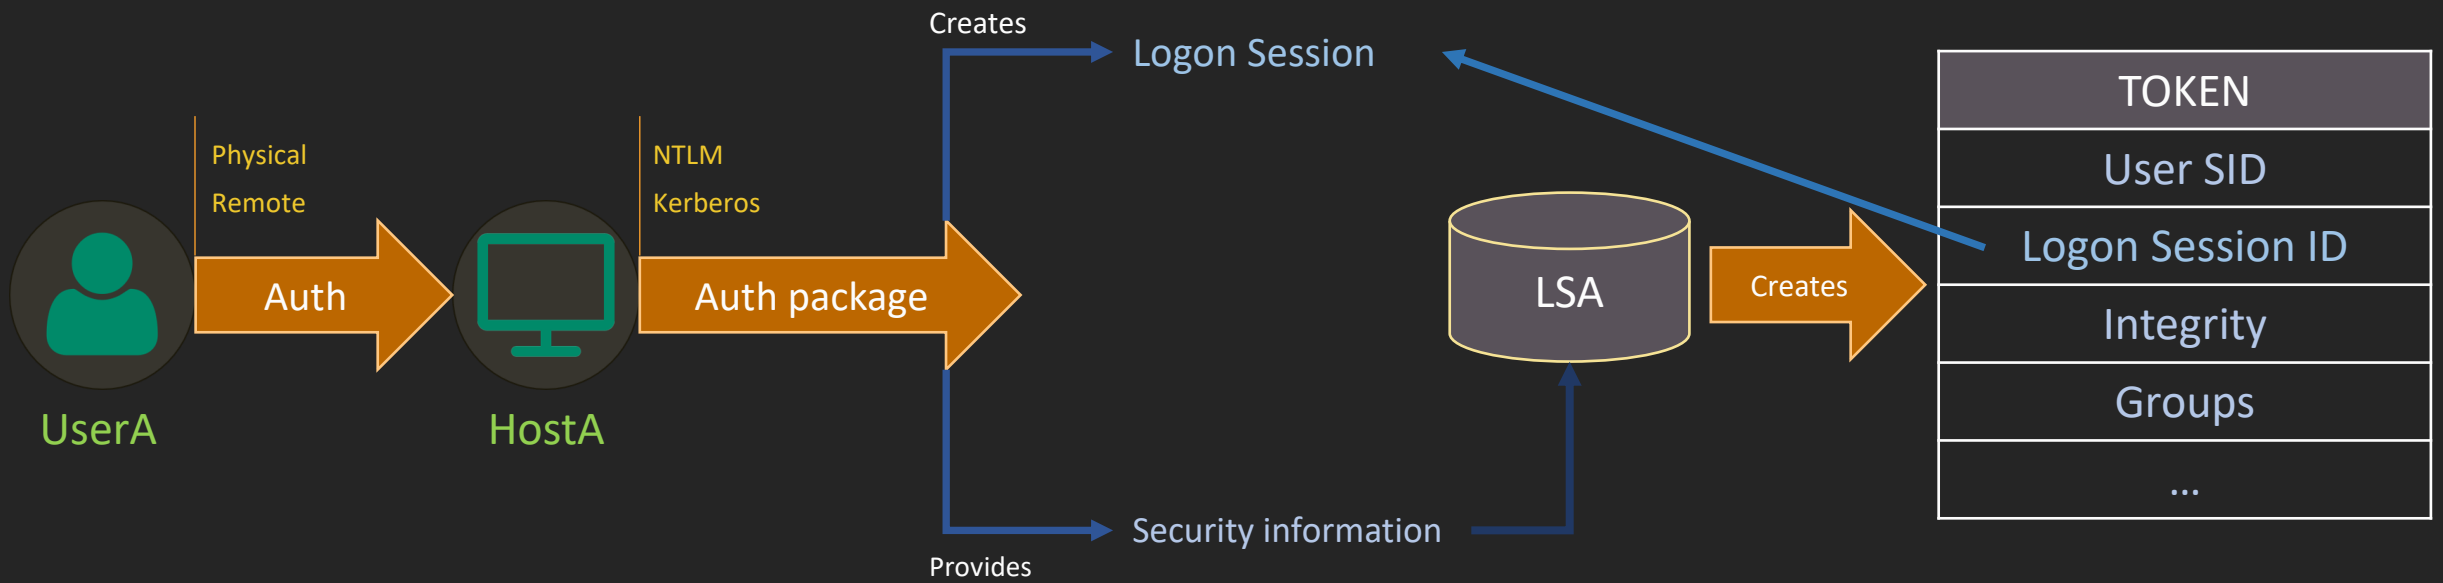 Creates
Logon Session
Physical
Remote
NTLM
Kerberos
Auth
Auth package
UserA
HostA
Provides
Security information
LSA
Creates
TOKEN
User SID
Logon Session ID
Integrity
Groups
...